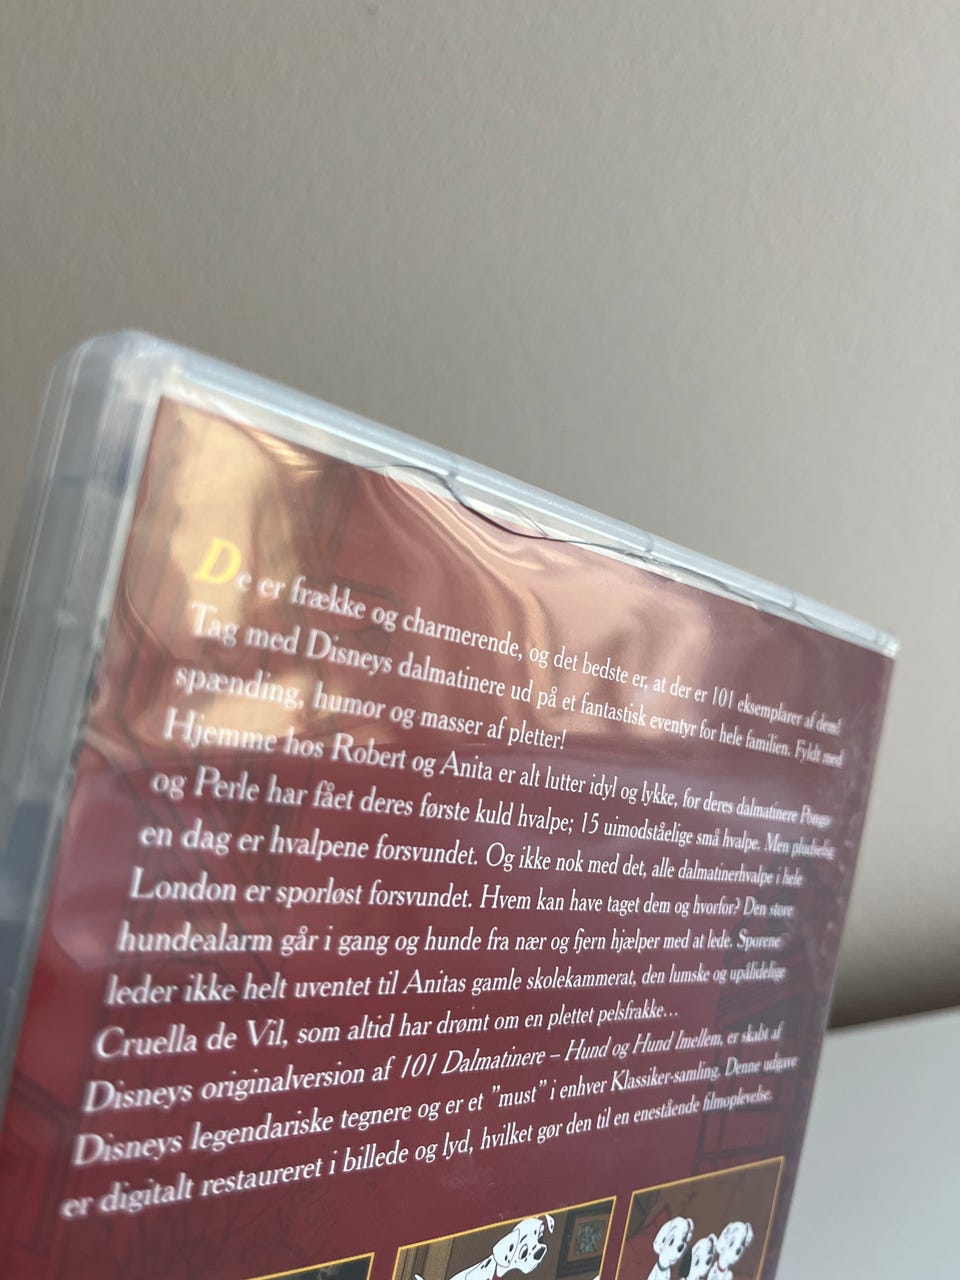 De er frække og charmerende, og det bedste er, at der er 101 eksemplarer af dem!
Tag med Disneys dalmatinere ud på et fantastisk eventyr for hele familien. Fyldt med
spænding, humor og masser af pletter!
Hjemme hos Robert og Anita er alt lutter idyl og lykke, for deres dalmatinere Pongo
og Perle har fået deres første kuld hvalpe; 15 uimodståelige små hvalpe. Men pludselig
en dag er hvalpene forsvundet. Og ikke nok med det, alle dalmatinerhvalpe i hele
London er sporløst forsvundet. Hvem kan have taget dem og hvorfor? Den store
hundealarm går i gang og hunde fra nær og fjern hjælper med at lede. Sporene
leder ikke helt uventet til Anitas gamle skolekammerat, den lumske og upålidelige
Cruella de Vil, som altid har drømt om en plettet pelsfrakke...
Disneys originalversion af 101 Dalmatinere – Hund og Hund Imellem, er skabt af
Disneys legendariske tegnere og er et ”must” i enhver Klassiker-samling. Denne udgave
er digitalt restaureret i billede og lyd, hvilket gør den til en enestående filmoplevelse.